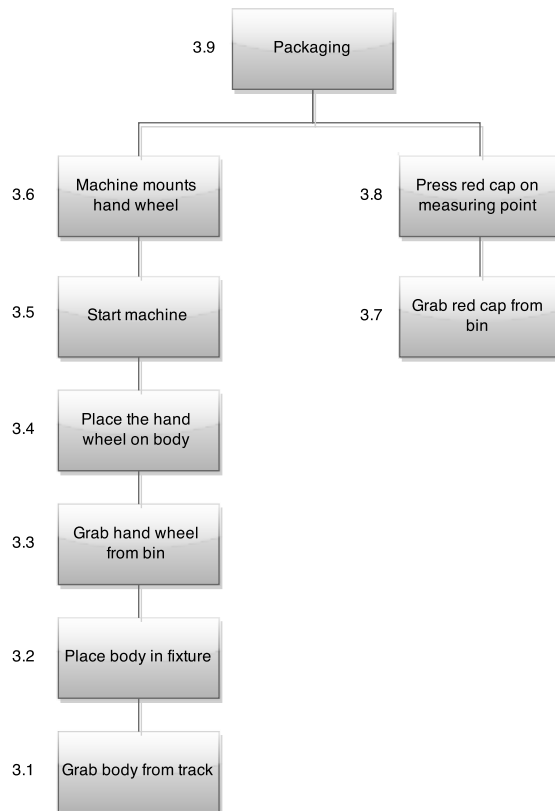 3.9
Packaging
3.6
Machine mounts
hand wheel
3.8
Press red cap on
measuring point
3.5
Start machine
3.7
Grab red cap from
bin
3.4
Place the hand
wheel on body
3.3
Grab hand wheel
from bin
3.2
Place body in fixture
3.1
Grab body from track